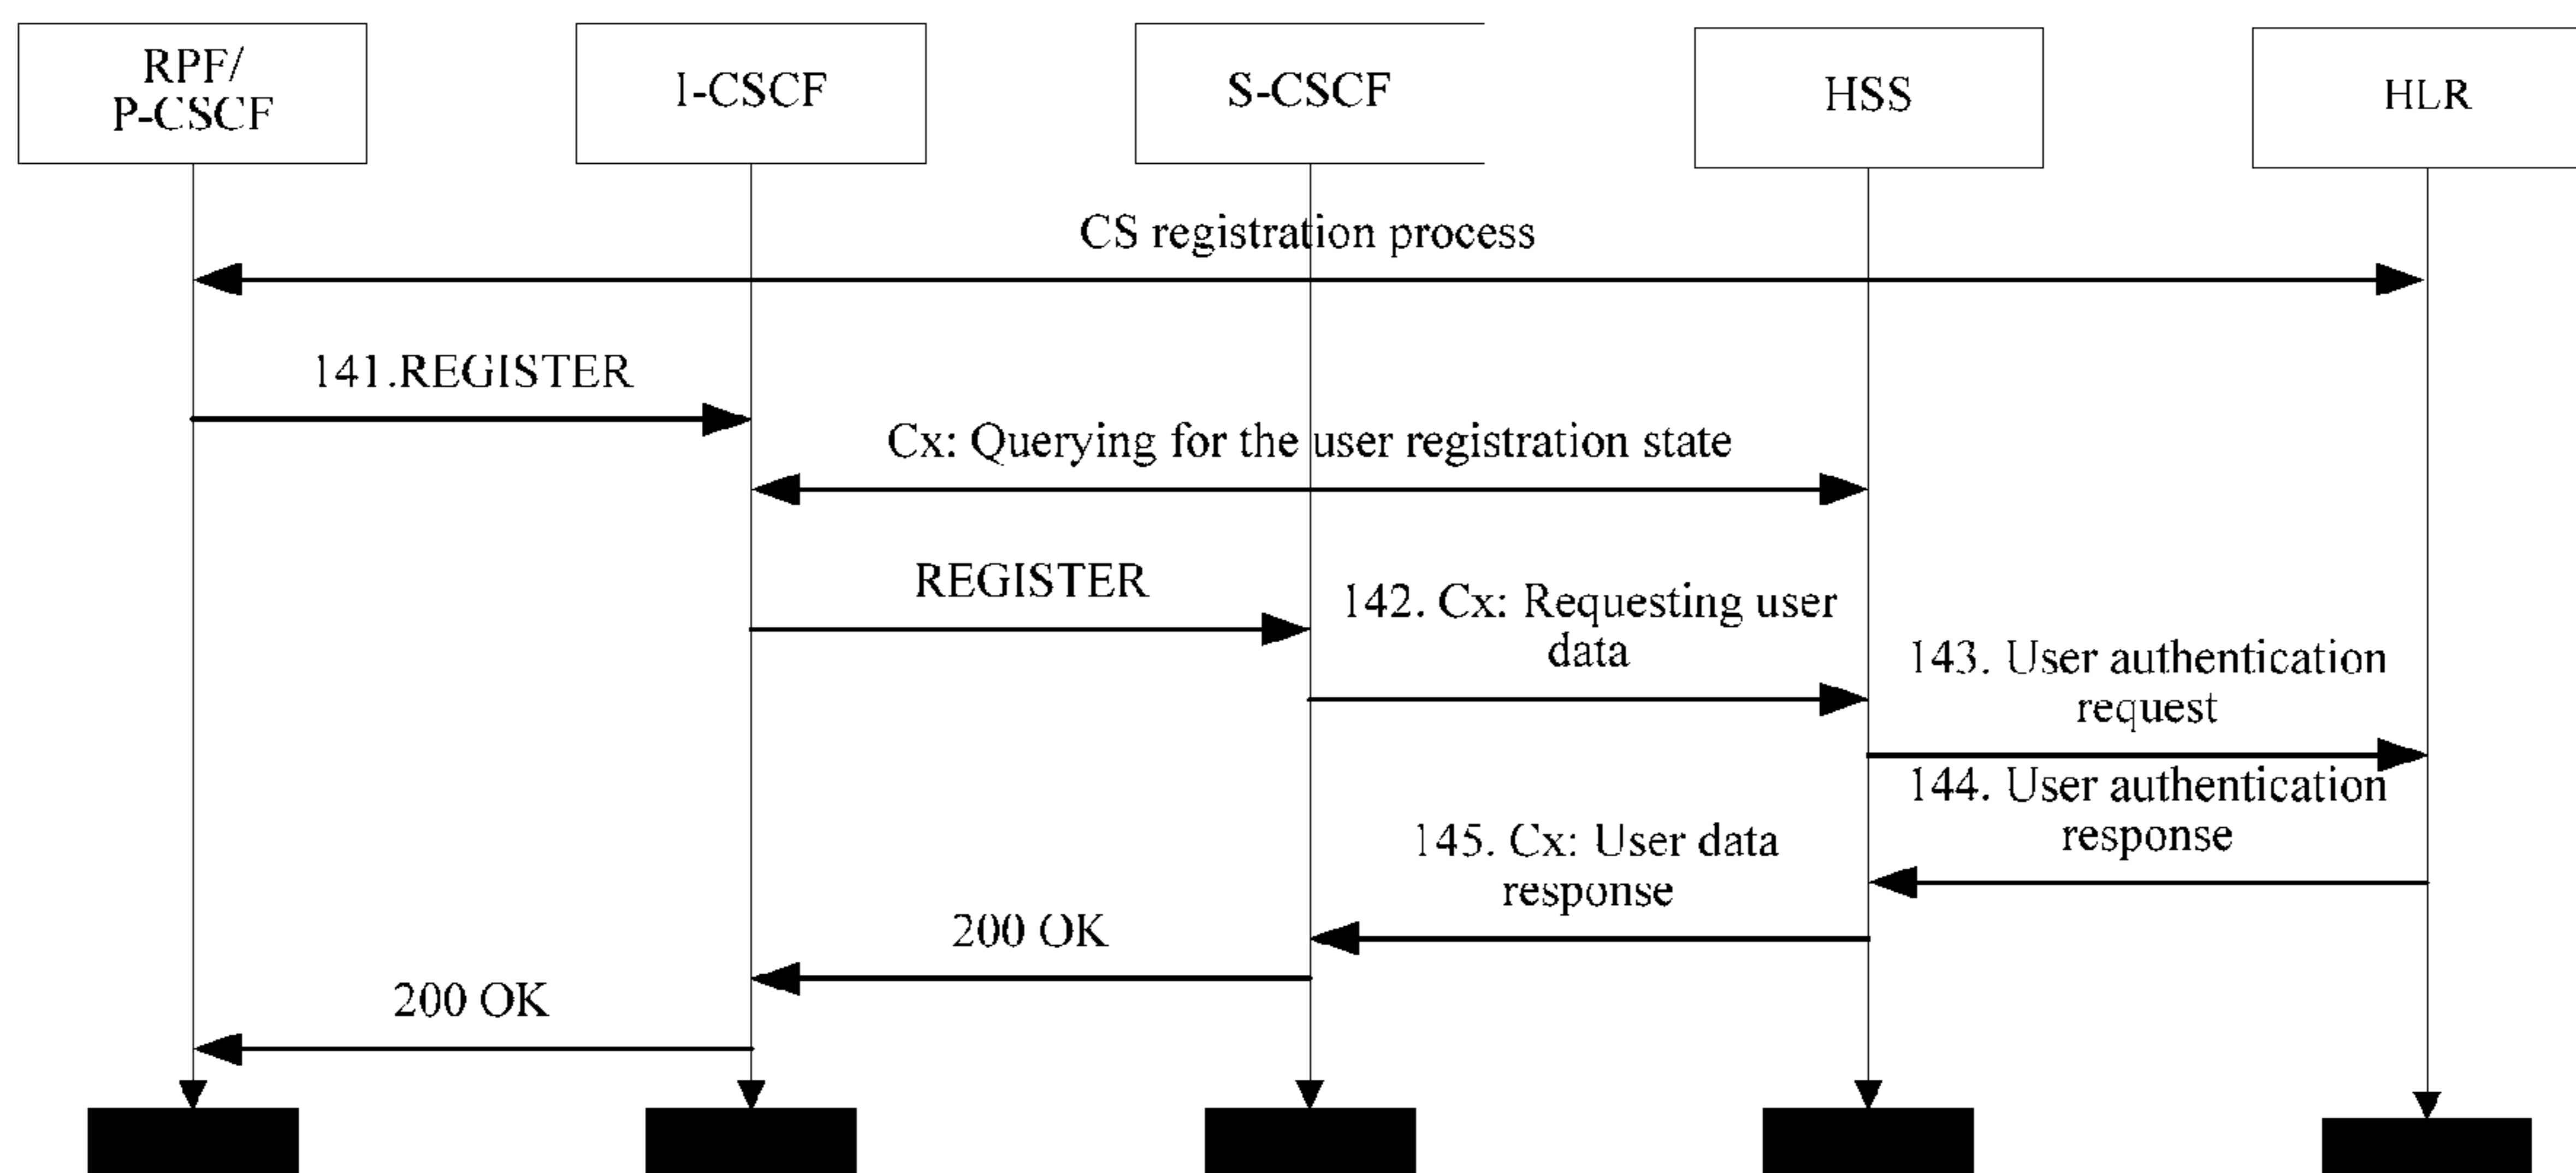 RPF/
P-CSCF
I-CSCF
S-CSCF
HSS
HLR
CS registration process
141.REGISTER
Cx: Querying for the user registration state
REGISTER
142. Cx: Requesting user
data
143. User authentication
request
144. User authentication
response
145. Cx: User data
response
200 OK
200 OK